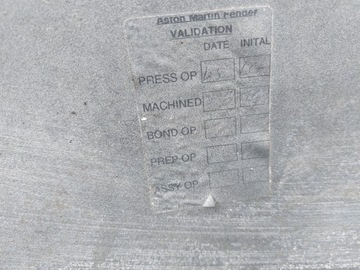 Aston Martin Fender
VALIDATION
DATE INITAL
PRESS OP
MACHINED
BOND OP
PREP OP
ASSY OP